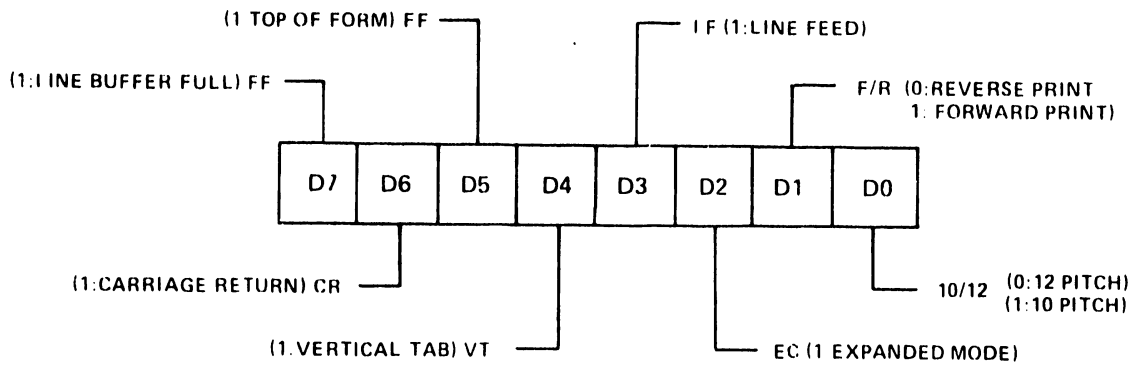 (1 TOP OF FORM) FF
I F (1:LINE FEED)
(1:I INE BUFFER FULL) FF
F/R (0:REVERSE PRINT
1: FORWARD PRINT)
D7 D6 D5 D4 D3 D2 D1 D0
(1:CARRIAGE RETURN) CR
10/12 (0:12 PITCH)
(1:10 PITCH)
(1.VERTICAL TAB) VT
EC (1 EXPANDED MODE)